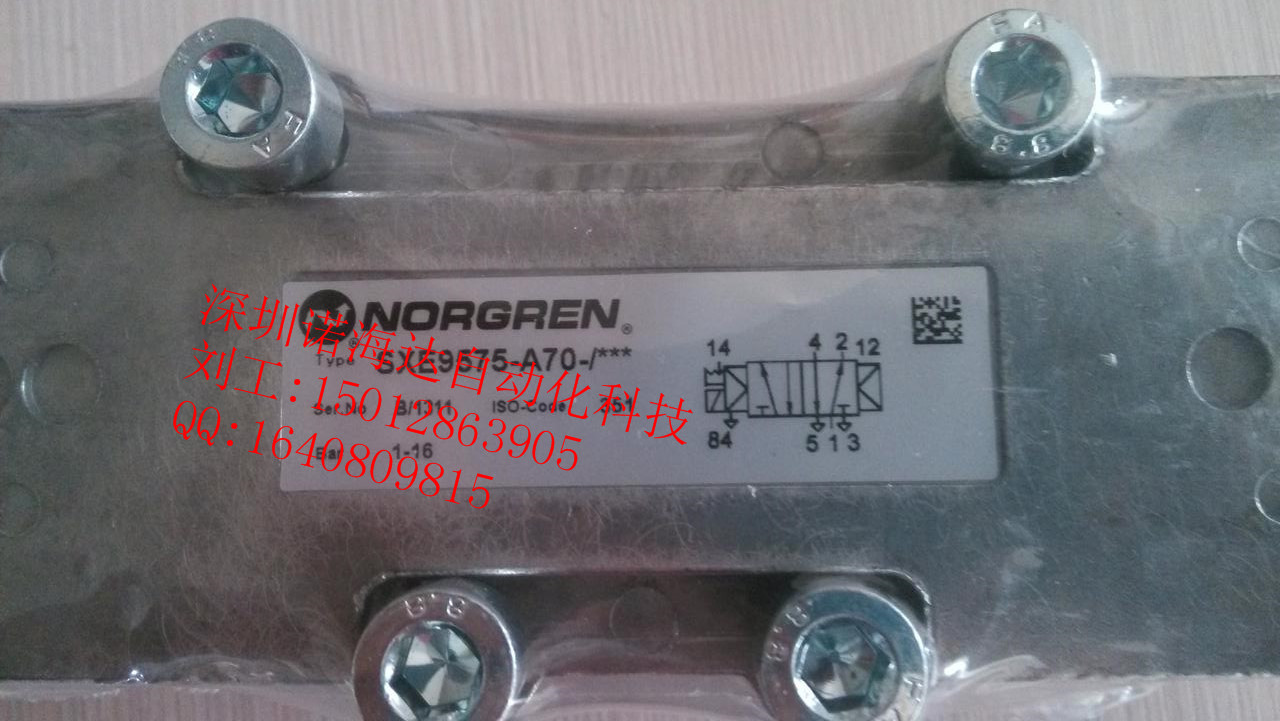 NORGREN®
Type SXE9575-A70-/***
Ser.No B/1311 ISO-Code 351
Bar 1-16
14 4 2 12
84 5 1 3
深圳诺海达自动化科技
刘工:15012863905
QQ:1640809815
8.8
8.8
8.8